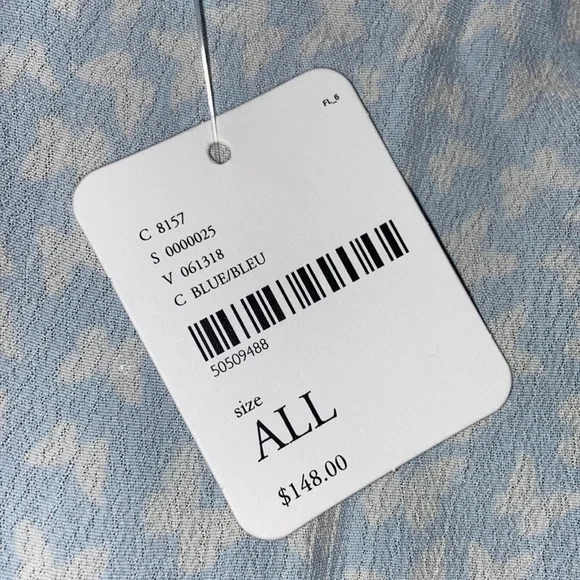 FL_6
C 8157
S 0000025
V 061318
C BLUE/BLEU
50509488
size
ALL
$148.00